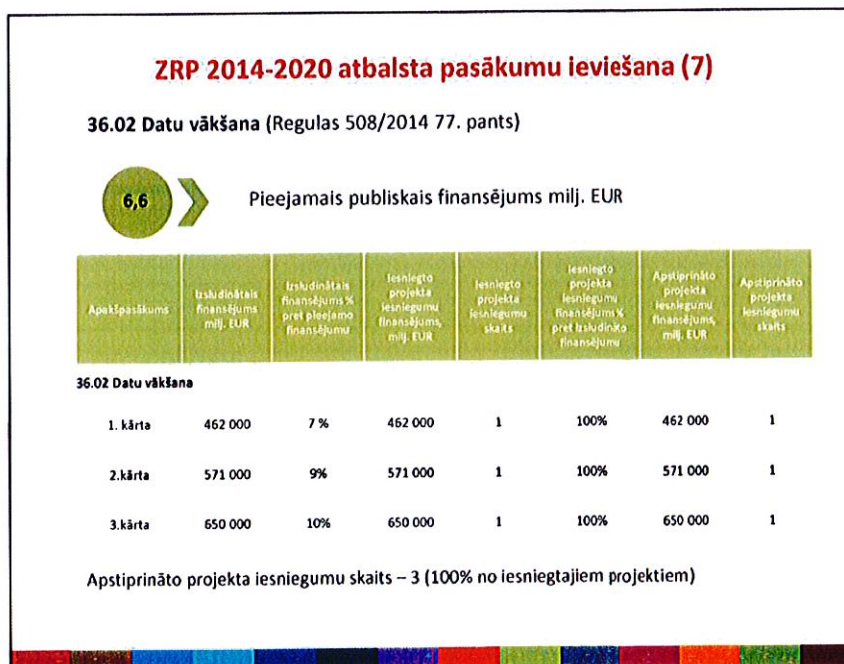 ZRP 2014-2020 atbalsta pasākumu ieviešana (7)
36.02 Datu vākšana (Regulas 508/2014 77. pants)
6,6
Pieejamais publiskais finansējums milj. EUR
Apakšpasākums
Izsludinātais
finansējums
milj. EUR
Izsludinātais
finansējums %
pret pieejamo
finansējumu
Iesniegto
projekta
iesniegumu
finansējums,
milj. EUR
Iesniegto
projekta
iesniegumu
skaits
Iesniegto
projekta
iesniegumu
finansējums %
pret izsludināto
finansējumu
Apstiprināto
projekta
iesniegumu
finansējums,
milj. EUR
Apstiprināto
projekta
iesniegumu
skaits
36.02 Datu vākšana
1. kārta 462 000 7 % 462 000 1 100% 462 000 1
2.kārta 571 000 9% 571 000 1 100% 571 000 1
3.kārta 650 000 10% 650 000 1 100% 650 000 1
Apstiprināto projekta iesniegumu skaits – 3 (100% no iesniegtajiem projektiem)